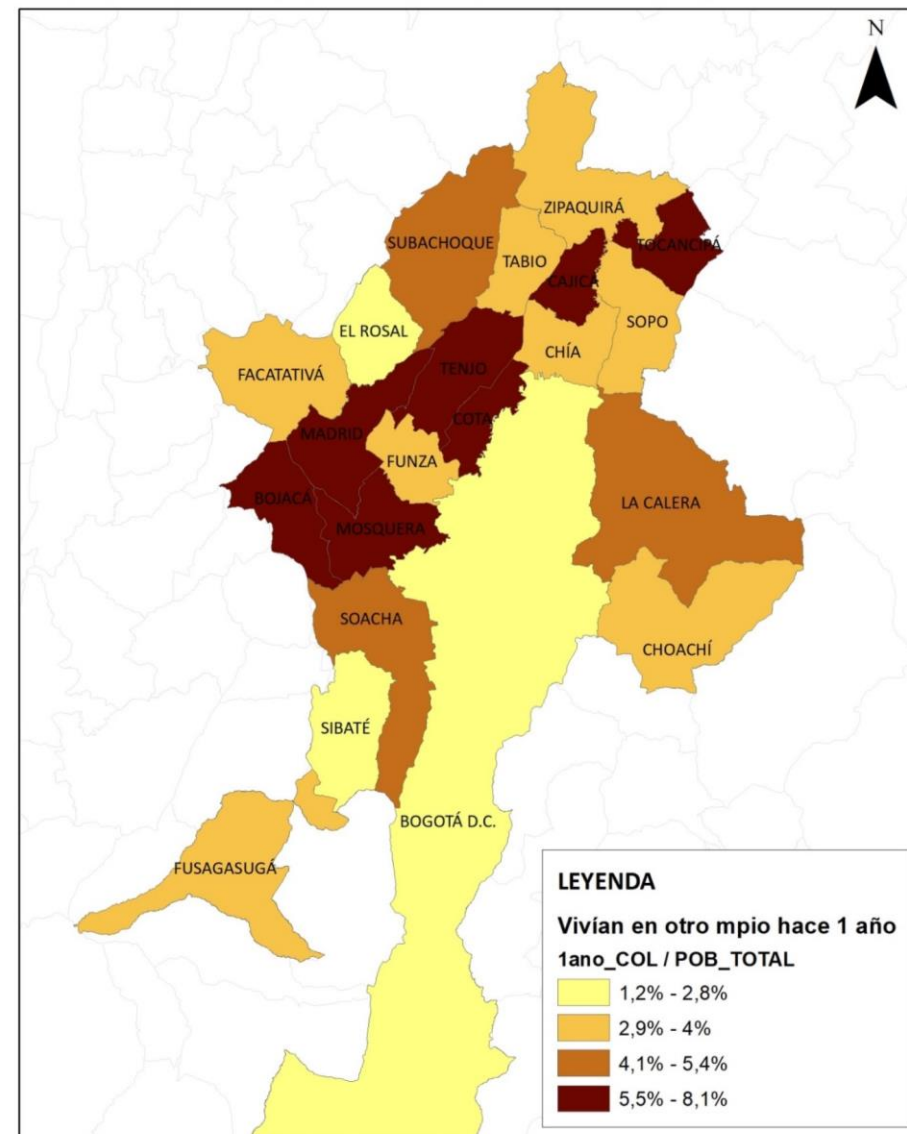 N
ZIPAQUIRÁ
SUBACHOQUE
TOCANCIPÁ
TABIO
CAJICÁ
SOPO
EL ROSAL
CHÍA
TENJO
FACATATIVÁ
COTA
MADRID
FUNZA
BOJACÁ
LA CALERA
MOSQUERA
SOACHA
CHOACHÍ
SIBATÉ
BOGOTÁ D.C.
FUSAGASUGÁ
LEYENDA
Vivían en otro mpio hace 1 año
1ano_COL / POB_TOTAL
1,2% - 2,8%
2,9% - 4%
4,1% - 5,4%
5,5% - 8,1%